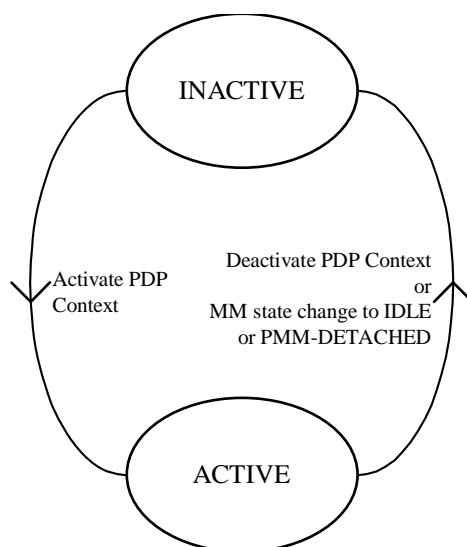 INACTIVE
Activate PDP
Context
Deactivate PDP Context
or
MM state change to IDLE
or PMM-DETACHED
ACTIVE